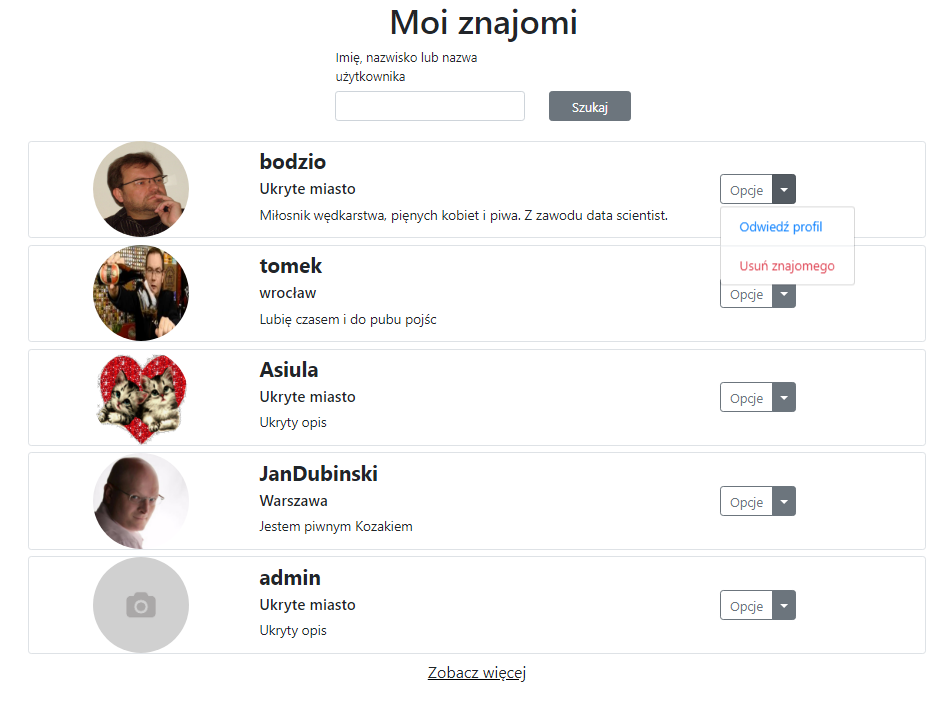 Moi znajomi
Imię, nazwisko lub nazwa
użytkownika
Szukaj
bodzio
Ukryte miasto
Miłosnik wędkarstwa, pięnych kobiet i piwa. Z zawodu data scientist.
Opcje
Odwiedź profil
Usuń znajomego
tomek
wrocław
Lubię czasem i do pubu pojśc
Opcje
Asiula
Ukryte miasto
Ukryty opis
Opcje
JanDubinski
Warszawa
Jestem piwnym Kozakiem
Opcje
admin
Ukryte miasto
Ukryty opis
Opcje
Zobacz więcej